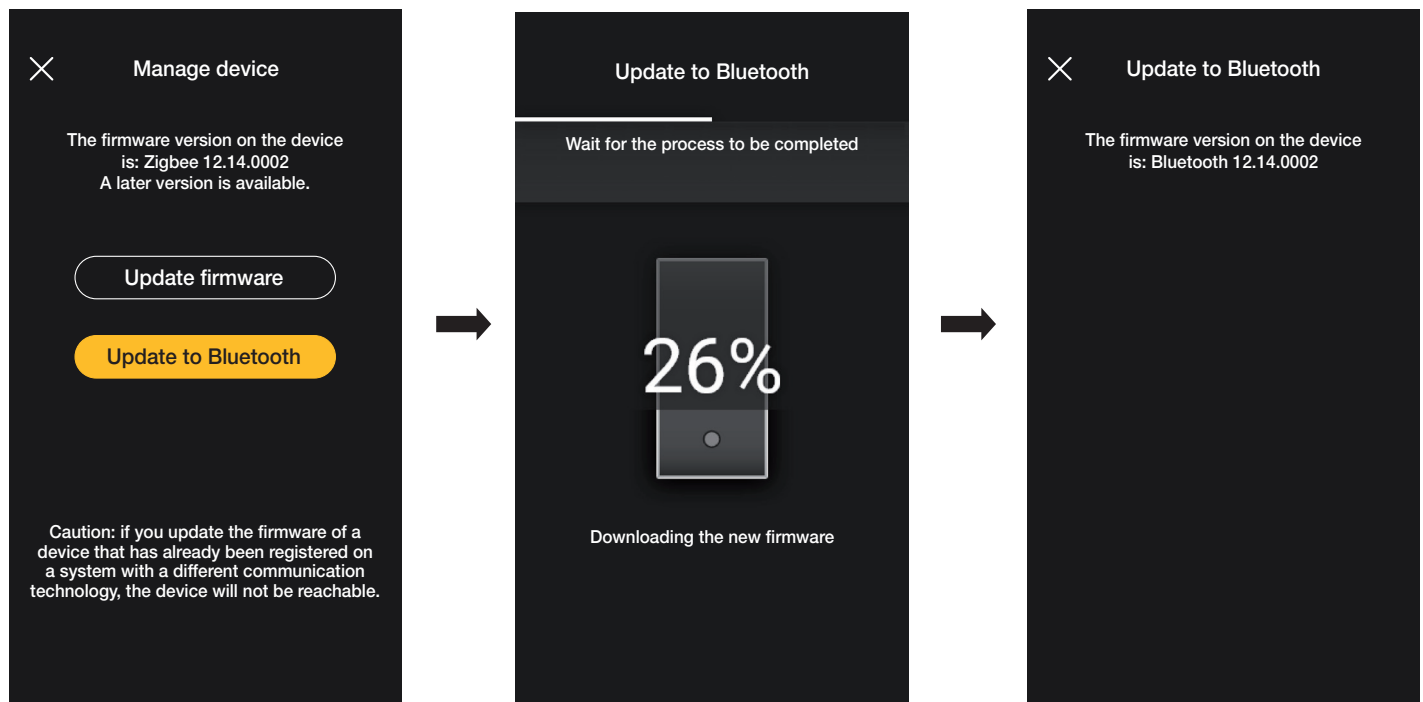 Manage device
The firmware version on the device
is: Zigbee 12.14.0002
A later version is available.
Update firmware
Update to Bluetooth
Caution: if you update the firmware of a
device that has already been registered on
a system with a different communication
technology, the device will not be reachable.
Update to Bluetooth
Wait for the process to be completed
26%
Downloading the new firmware
Update to Bluetooth
The firmware version on the device
is: Bluetooth 12.14.0002